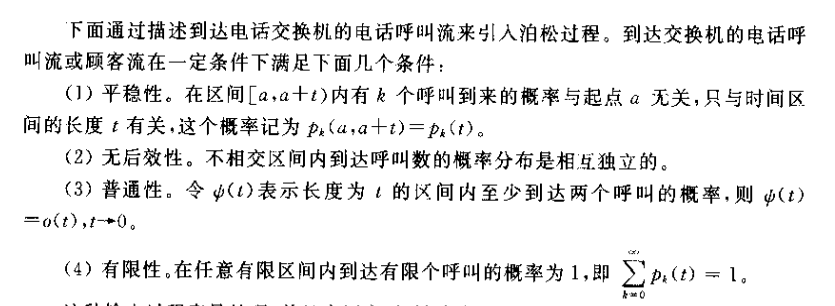 下面通过描述到达电话交换机的电话呼叫流来引入泊松过程。到达交换机的电话呼
叫流或顾客流在一定条件下满足下面几个条件:
(1) 平稳性。在区间[a,a+t)内有 k 个呼叫到来的概率与起点 a 无关,只与时间区
间的长度 t 有关,这个概率记为 pₖ(a,a+t)=pₖ(t)。
(2) 无后效性。不相交区间内到达呼叫数的概率分布是相互独立的。
(3) 普通性。令 ψ(t)表示长度为 t 的区间内至少到达两个呼叫的概率,则 ψ(t)
=o(t),t→0。
(4) 有限性。在任意有限区间内到达有限个呼叫的概率为 1,即 ∑_{k=0}^{∞} pₖ(t) = 1。